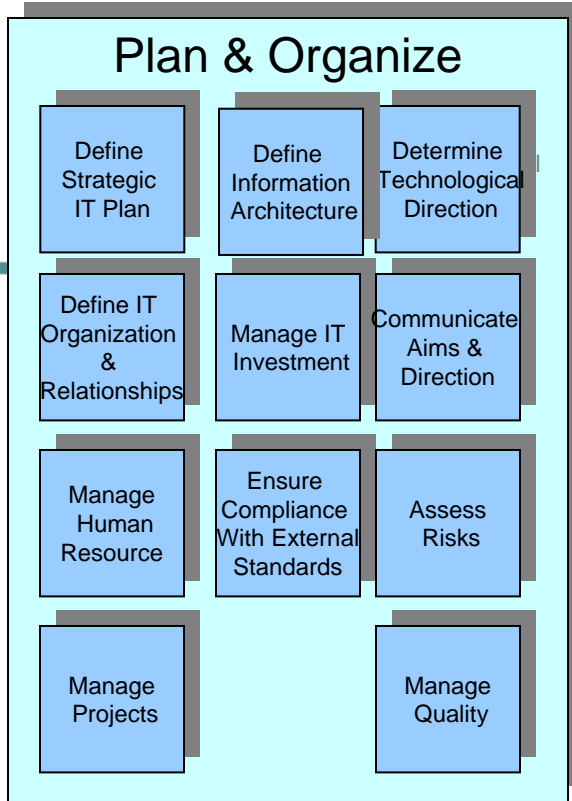 Plan & Organize
Define
Strategic
IT Plan
Define
Information
Architecture
Determine
Technological
Direction
Define IT
Organization
&
Relationships
Manage IT
Investment
Communicate
Aims &
Direction
Manage
Human
Resource
Ensure
Compliance
With External
Standards
Assess
Risks
Manage
Projects
Manage
Quality